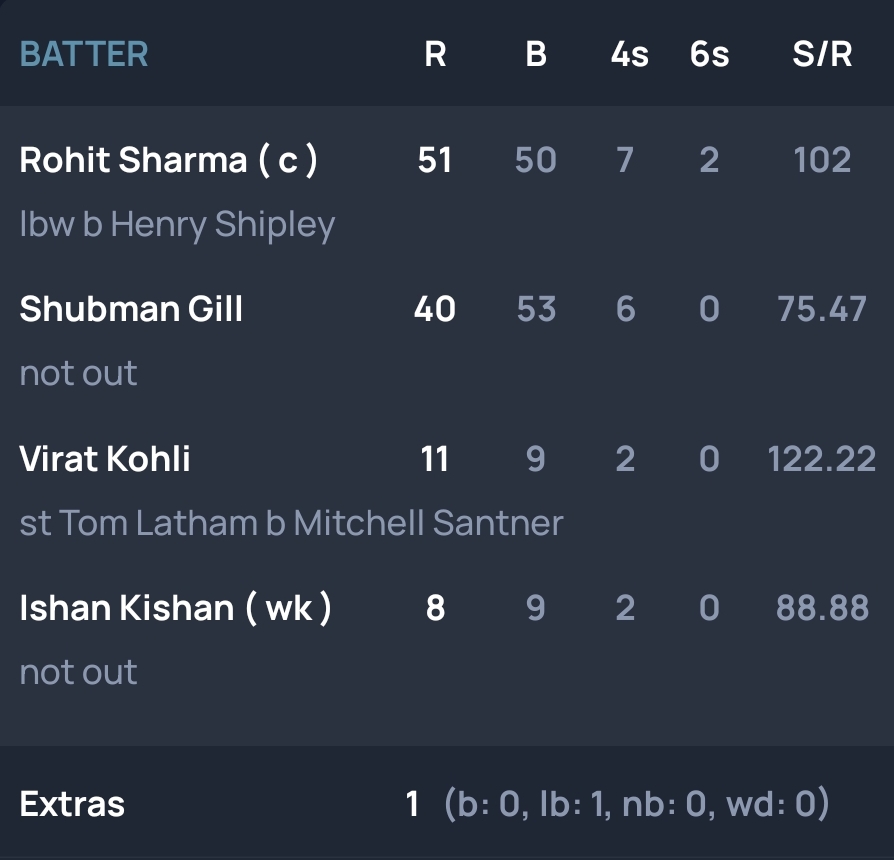 BATTER R B 4s 6s S/R
Rohit Sharma ( c ) 51 50 7 2 102
lbw b Henry Shipley
Shubman Gill 40 53 6 0 75.47
not out
Virat Kohli 11 9 2 0 122.22
st Tom Latham b Mitchell Santner
Ishan Kishan ( wk ) 8 9 2 0 88.88
not out
Extras 1 (b: 0, lb: 1, nb: 0, wd: 0)